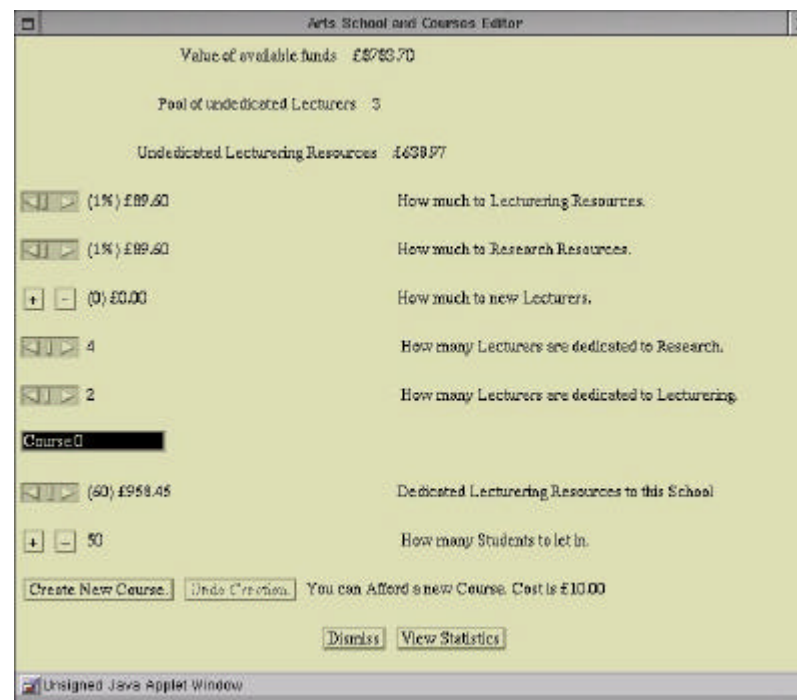 Arts School and Courses Editor
Value of available funds £8783.70
Pool of undedicated Lecturers 3
Undedicated Lecturering Resources £638.97
(1%) £89.60 How much to Lecturering Resources.
(1%) £89.60 How much to Research Resources.
+ - (0) £0.00 How much to new Lecturers.
4 How many Lecturers are dedicated to Research.
2 How many Lecturers are dedicated to Lecturering.
Course0
(60) £958.45 Dedicated Lecturering Resources to this School
+ - 50 How many Students to let in.
Create New Course. Undo Creation. You can Afford a new Course. Cost is £10.00
Dismiss View Statistics
Unsigned Java Applet Window